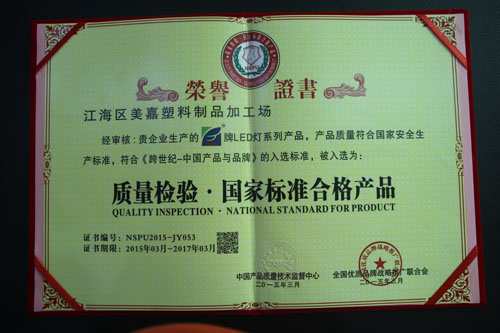 榮譽 證書
江海区美嘉塑料制品加工场
经审核：贵企业生产的 牌LED灯系列产品，产品质量符合国家安全生
产标准，符合《跨世纪-中国产品与品牌》的入选标准，被入选为：
质量检验·国家标准合格产品
QUALITY INSPECTION · NATIONAL STANDARD FOR PRODUCT
证书编号：NSPU2015-JY053
证书期限：2015年03月~2017年03月
中国产品质量技术监督中心
二〇一五年三月
全国优质品牌战略推广联合会
二〇一五年三月